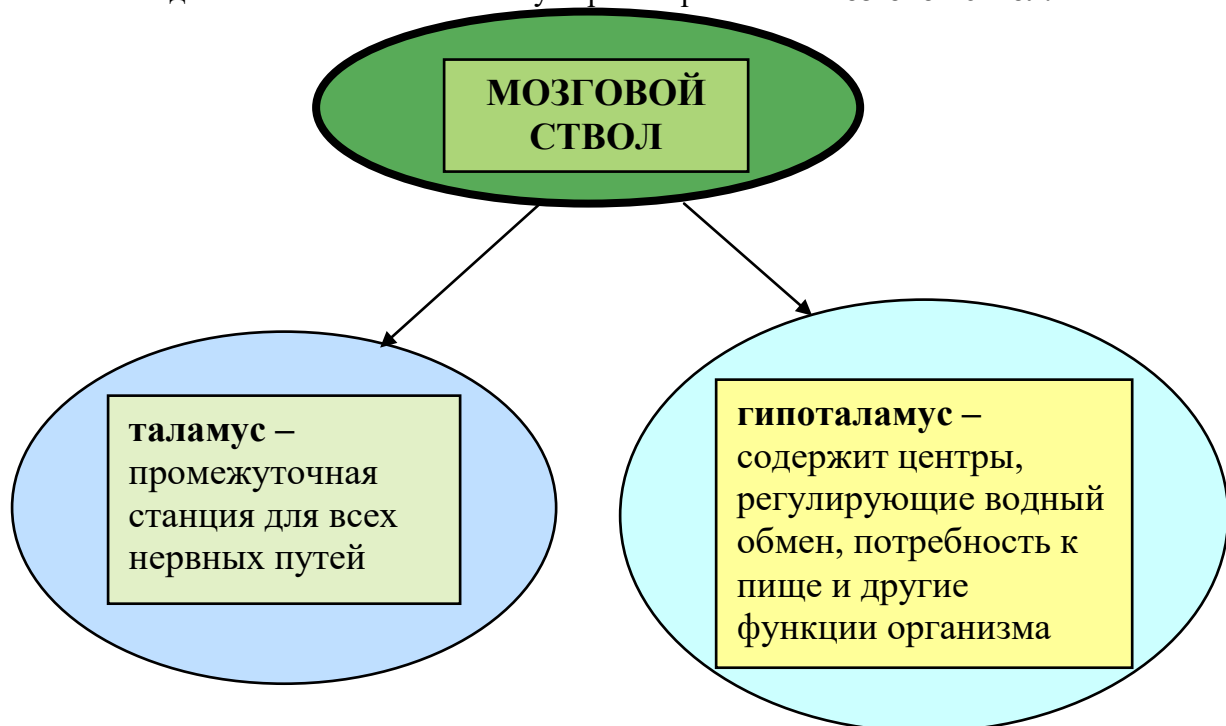 МОЗГОВОЙ
СТВОЛ
таламус –
промежуточная
станция для всех
нервных путей
гипоталамус –
содержит центры,
регулирующие водный
обмен, потребность к
пище и другие
функции организма